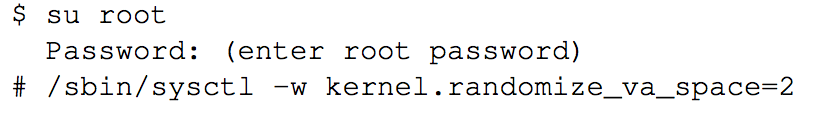 $ su root
Password: (enter root password)
# /sbin/sysctl -w kernel.randomize_va_space=2